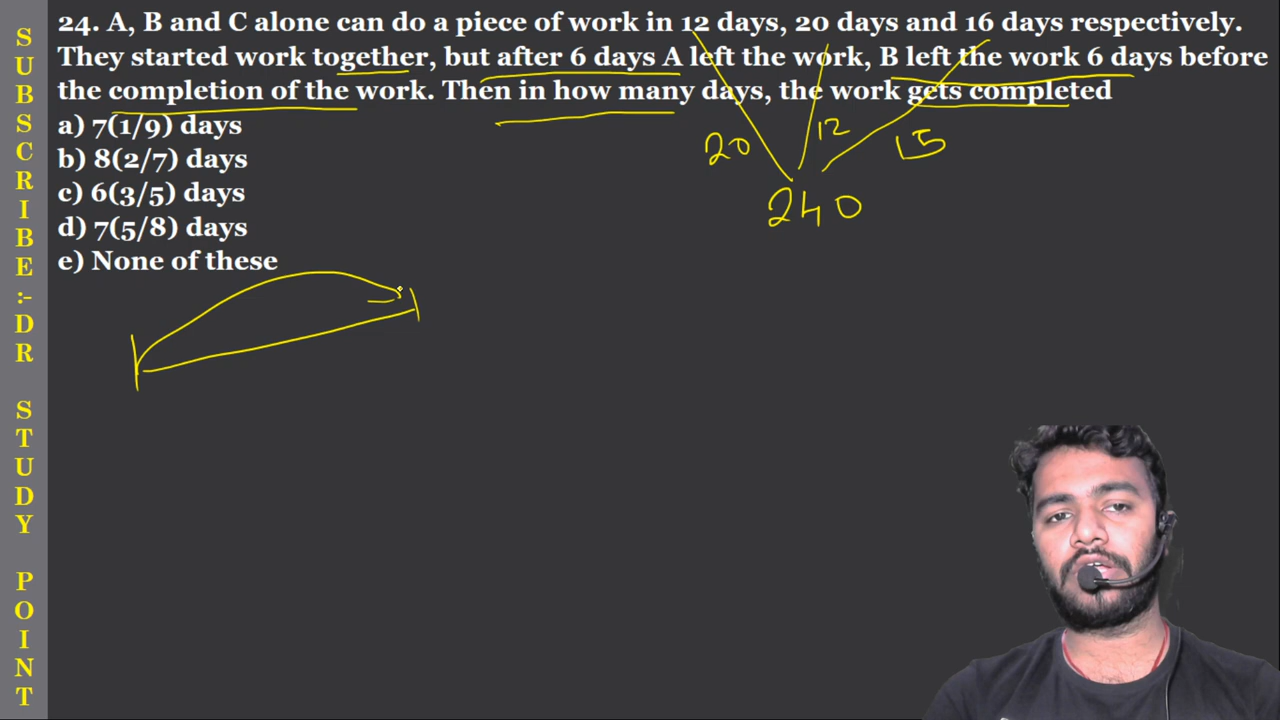 SUBSCRIBE :- DR STUDY POINT
24. A, B and C alone can do a piece of work in 12 days, 20 days and 16 days respectively.
They started work together, but after 6 days A left the work, B left the work 6 days before
the completion of the work. Then in how many days, the work gets completed
a) 7(1/9) days
b) 8(2/7) days
c) 6(3/5) days
d) 7(5/8) days
e) None of these
20 12 15
240